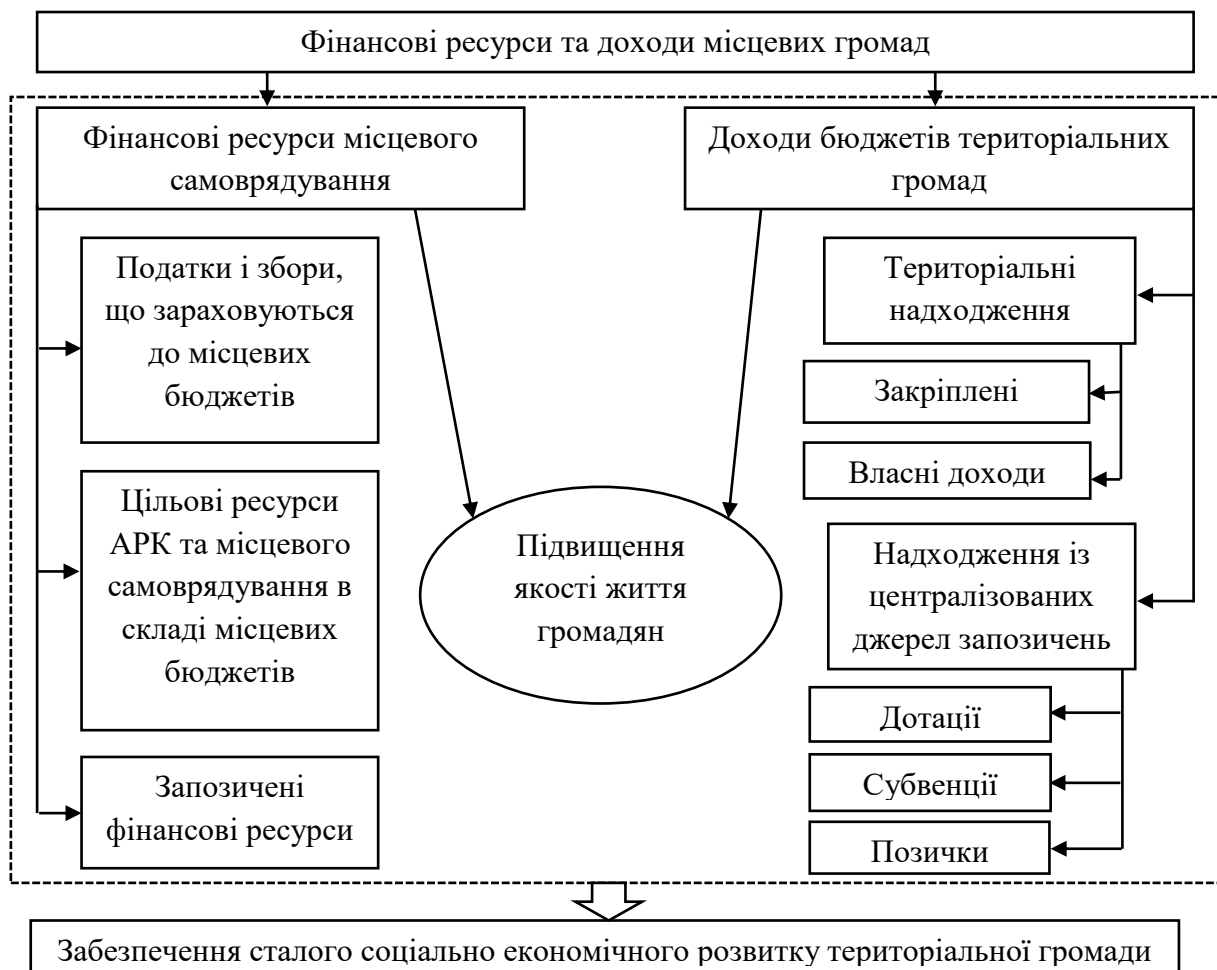 Фінансові ресурси та доходи місцевих громад
Фінансові ресурси місцевого
самоврядування
Доходи бюджетів територіальних
громад
Податки і збори,
що зараховуються
до місцевих
бюджетів
Цільові ресурси
АРК та місцевого
самоврядування в
складі місцевих
бюджетів
Запозичені
фінансові ресурси
Підвищення
якості життя
громадян
Територіальні
надходження
Закріплені
Власні доходи
Надходження із
централізованих
джерел запозичень
Дотації
Субвенції
Позички
Забезпечення сталого соціально економічного розвитку територіальної громади